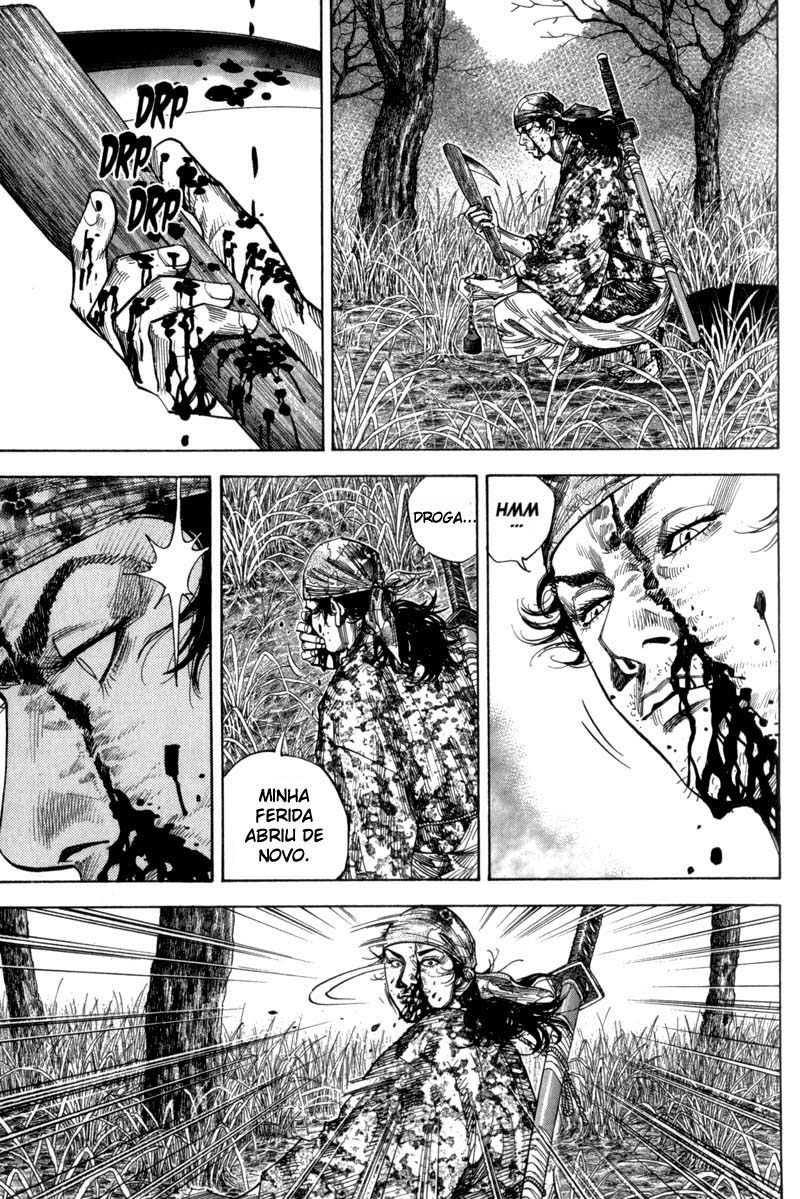 DRP
DRP
DRP
HMM
...
DROGA...
MINHA
FERIDA
ABRIU DE
NOVO.